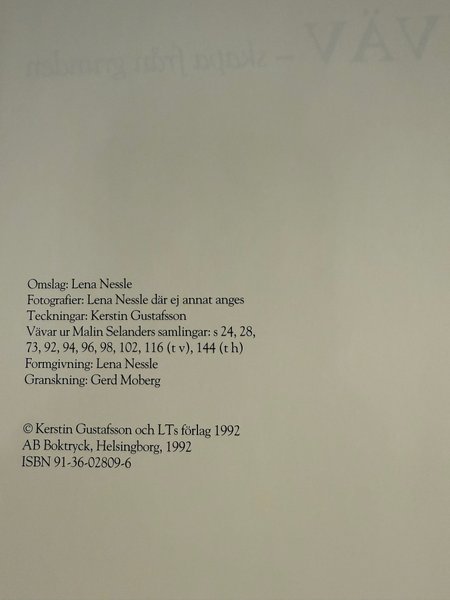 VÄV – skapa från grunden
Omslag: Lena Nessle
Fotografier: Lena Nessle där ej annat anges
Teckningar: Kerstin Gustafsson
Vävar ur Malin Selanders samlingar: s 24, 28,
73, 92, 94, 96, 98, 102, 116 (t v), 144 (t h)
Formgivning: Lena Nessle
Granskning: Gerd Moberg
© Kerstin Gustafsson och LTs förlag 1992
AB Boktryck, Helsingborg, 1992
ISBN 91-36-02809-6